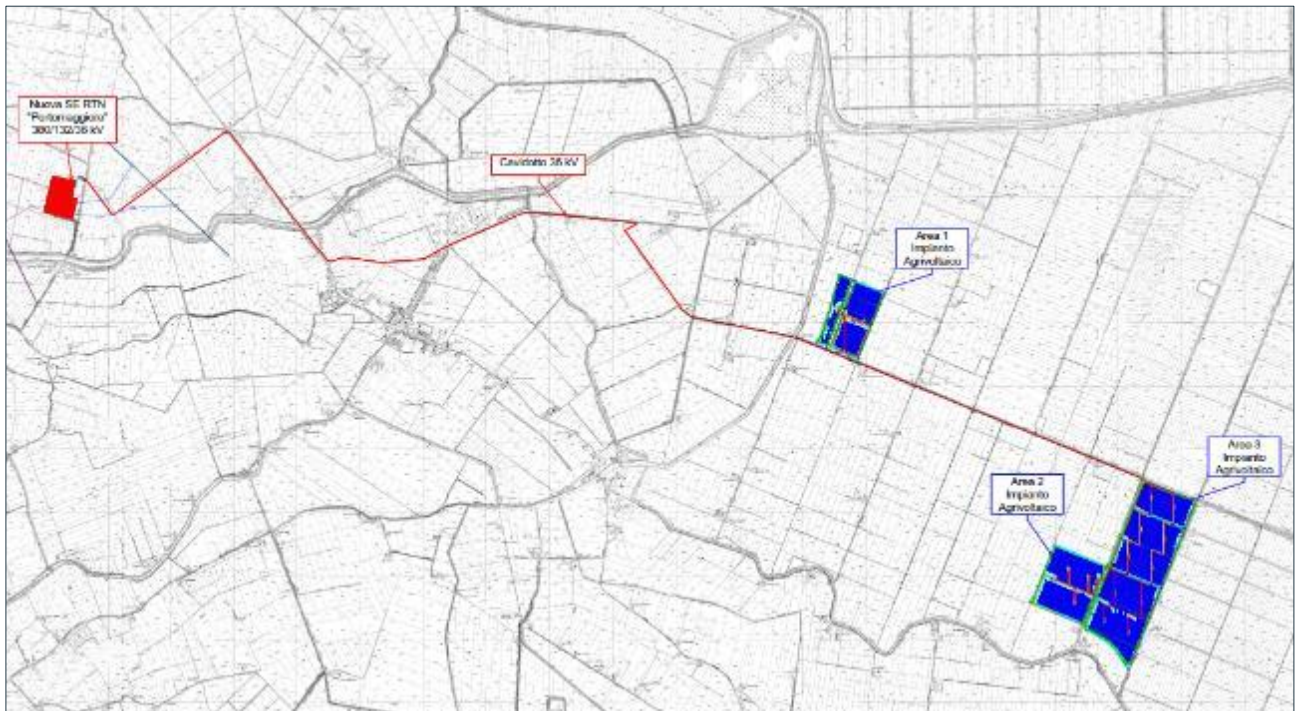 Nuova SE RTN
"Portomaggiore"
380/132/36 kV
Cavidotto 36 kV
Area 1
Impianto
Agrivoltaico
Area 3
Impianto
Agrivoltaico
Area 2
Impianto
Agrivoltaico